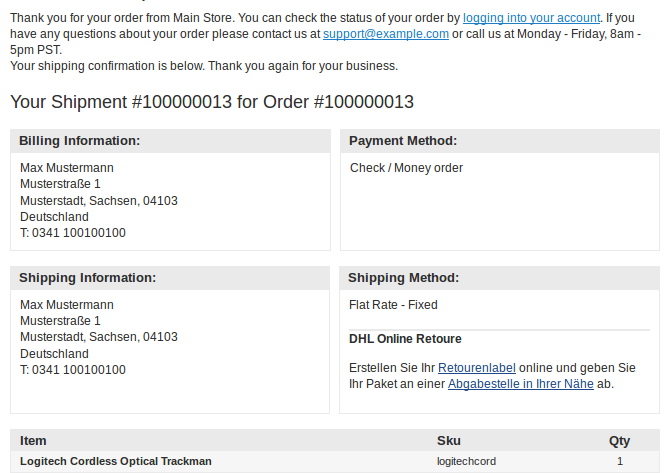 Thank you for your order from Main Store. You can check the status of your order by logging into your account. If you
have any questions about your order please contact us at support@example.com or call us at Monday - Friday, 8am -
5pm PST.
Your shipping confirmation is below. Thank you again for your business.
Your Shipment #100000013 for Order #100000013
Billing Information:
Max Mustermann
Musterstraße 1
Musterstadt, Sachsen, 04103
Deutschland
T: 0341 100100100
Payment Method:
Check / Money order
Shipping Information:
Max Mustermann
Musterstraße 1
Musterstadt, Sachsen, 04103
Deutschland
T: 0341 100100100
Shipping Method:
Flat Rate - Fixed
DHL Online Retoure
Erstellen Sie Ihr Retourenlabel online und geben Sie
Ihr Paket an einer Abgabestelle in Ihrer Nähe ab.
Item Sku Qty
Logitech Cordless Optical Trackman logitechcord 1